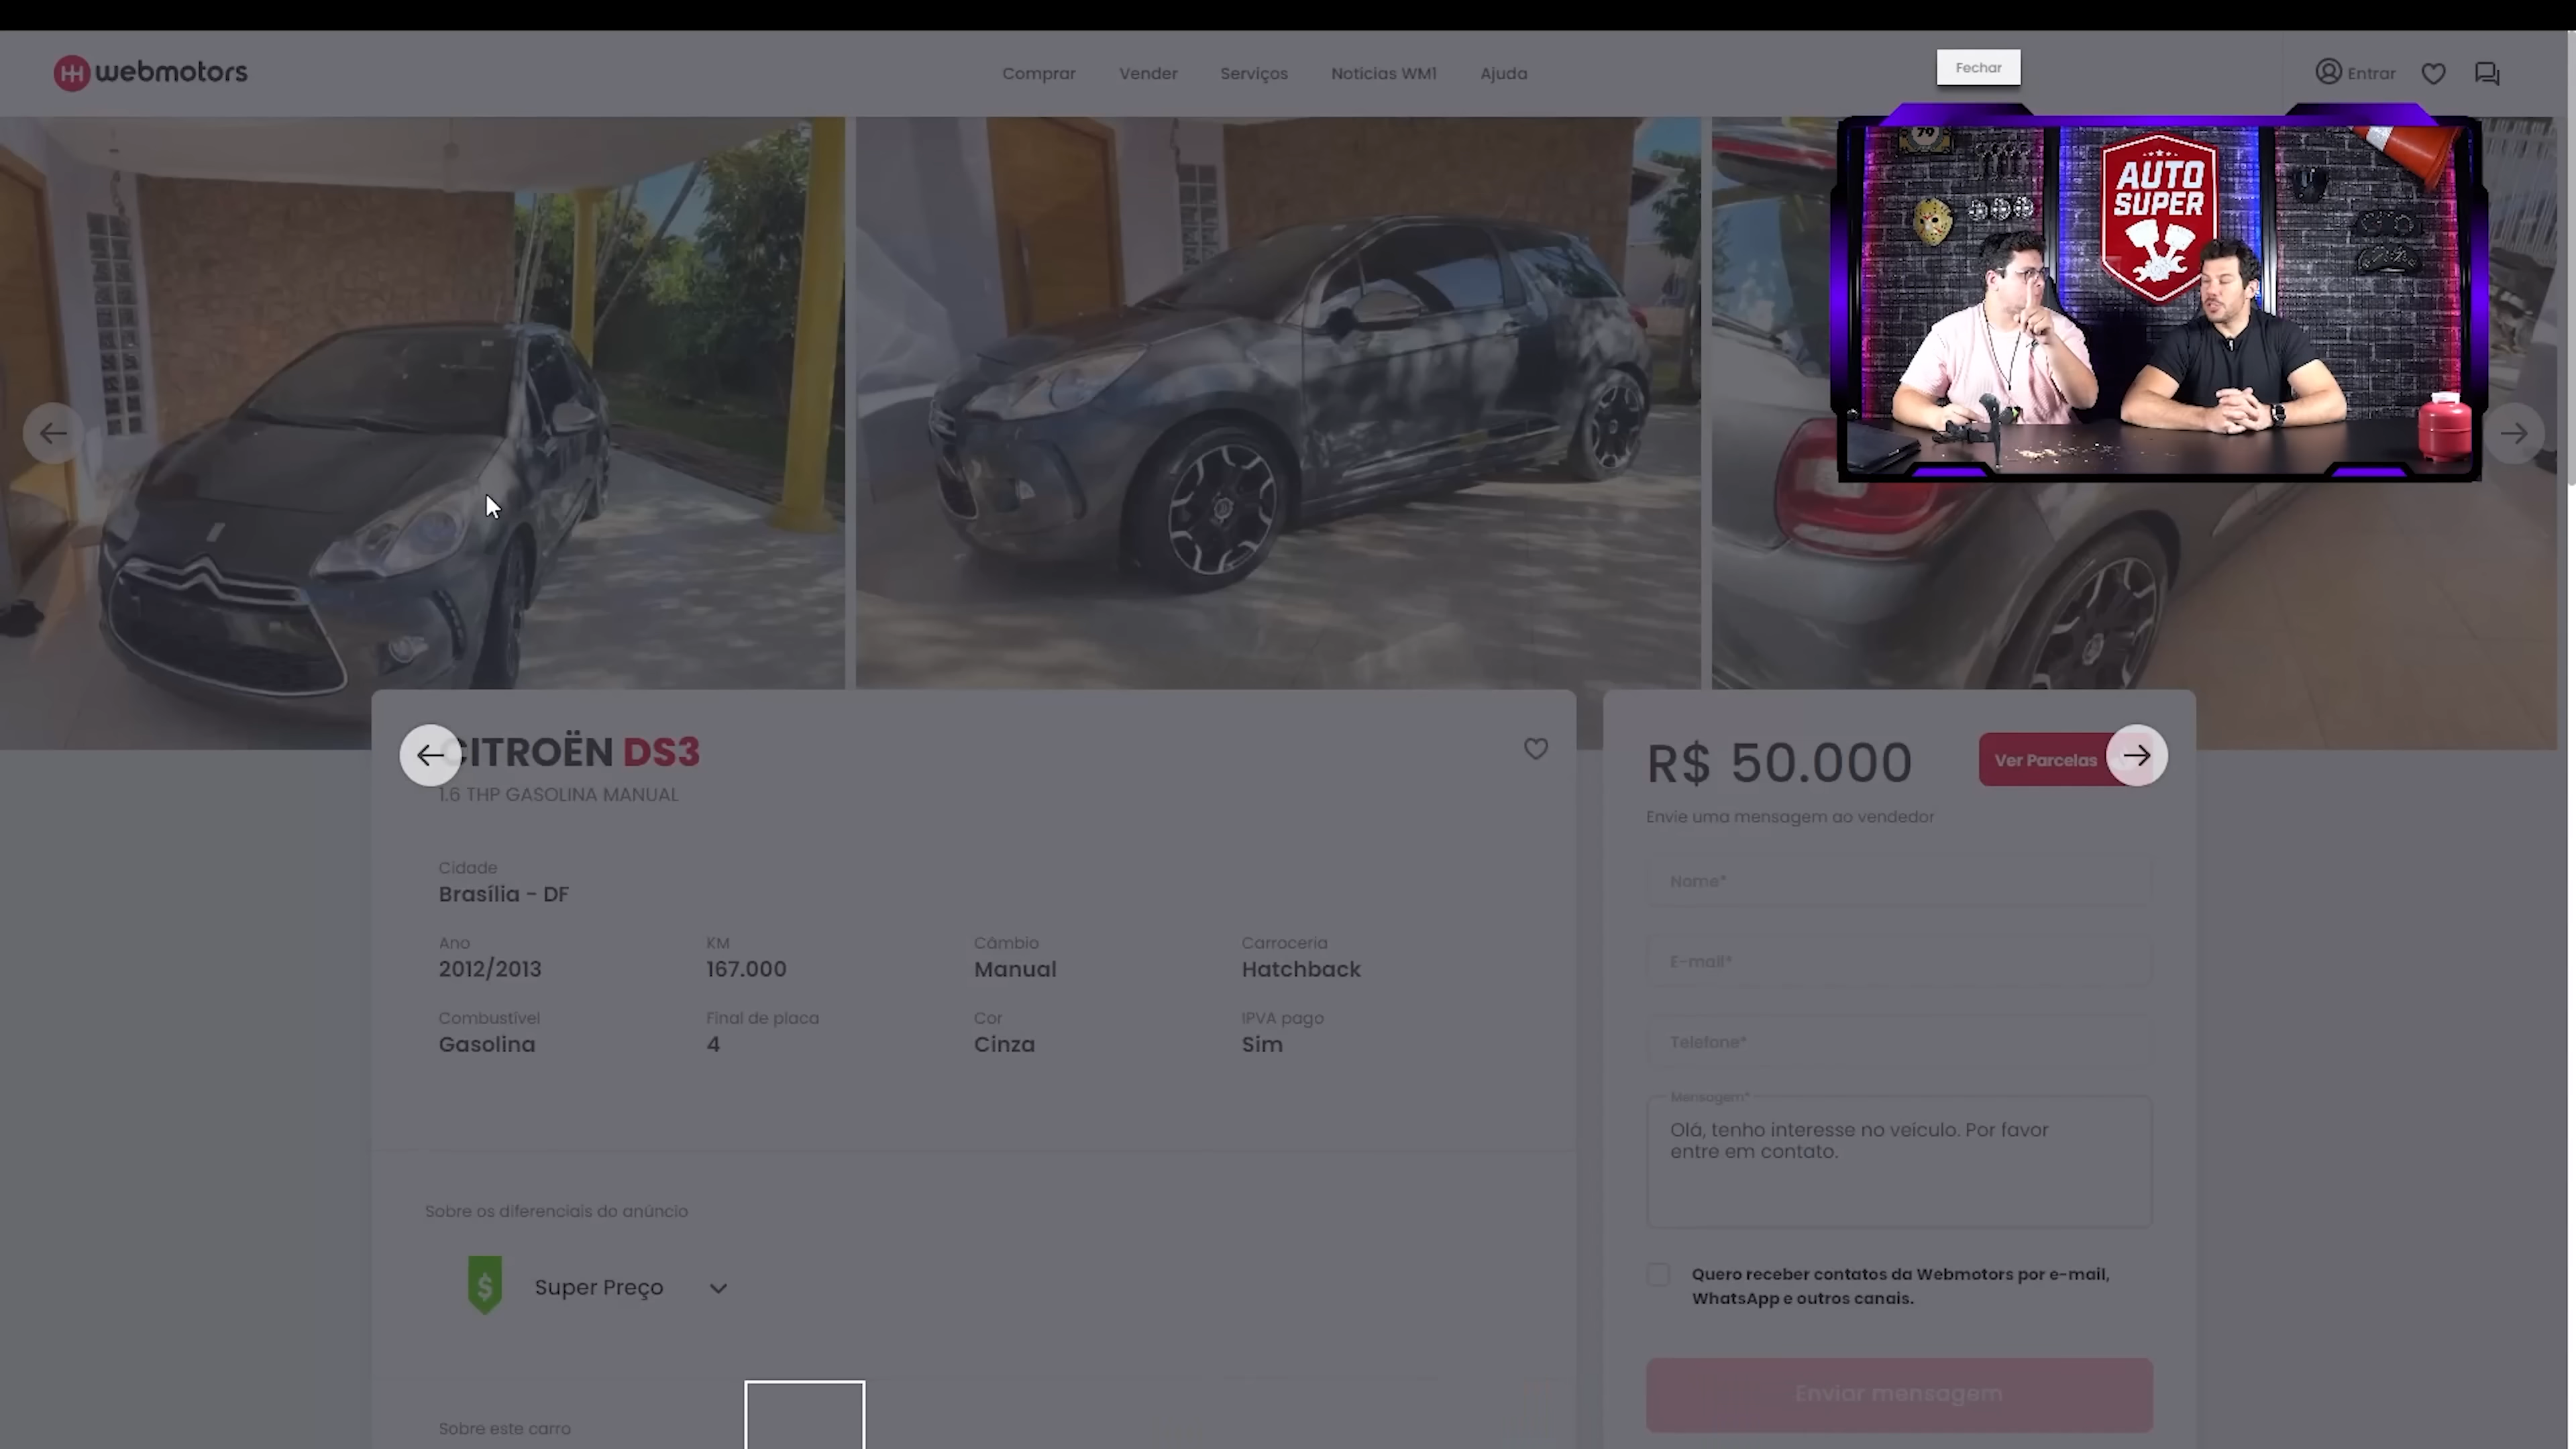 webmotors
Comprar
Vender
Serviços
Noticias WM1
Ajuda
Fechar
Entrar
79
AUTO
SUPER
CITROËN DS3
1.6 THP GASOLINA MANUAL
Cidade
Brasília - DF
Ano
2012/2013
KM
167.000
Câmbio
Manual
Carroceria
Hatchback
Combustível
Gasolina
Final de placa
4
Cor
Cinza
IPVA pago
Sim
Sobre os diferenciais do anúncio
Super Preço
Sobre este carro
R$ 50.000
Ver Parcelas
Envie uma mensagem ao vendedor
Nome*
E-mail*
Telefone*
Mensagem*
Olá, tenho interesse no veículo. Por favor
entre em contato.
Quero receber contatos da Webmotors por e-mail,
WhatsApp e outros canais.
Enviar mensagem